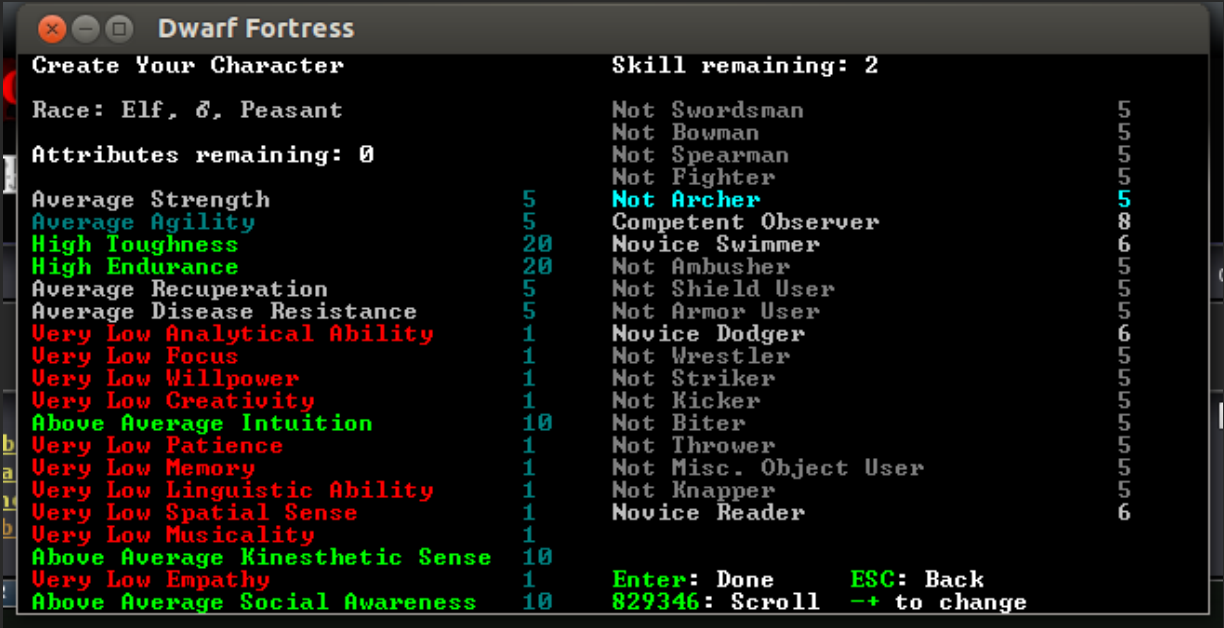 Dwarf Fortress
Create Your Character
Skill remaining: 2
Race: Elf, ♂, Peasant
Attributes remaining: 0
Average Strength 5
Average Agility 5
High Toughness 20
High Endurance 20
Average Recuperation 5
Average Disease Resistance 5
Very Low Analytical Ability 1
Very Low Focus 1
Very Low Willpower 1
Very Low Creativity 1
Above Average Intuition 10
Very Low Patience 1
Very Low Memory 1
Very Low Linguistic Ability 1
Very Low Spatial Sense 1
Very Low Musicality 1
Above Average Kinesthetic Sense 10
Very Low Empathy 1
Above Average Social Awareness 10
Not Swordsman 5
Not Bowman 5
Not Spearman 5
Not Fighter 5
Not Archer 5
Competent Observer 8
Novice Swimmer 6
Not Ambusher 5
Not Shield User 5
Not Armor User 5
Novice Dodger 6
Not Wrestler 5
Not Striker 5
Not Kicker 5
Not Biter 5
Not Thrower 5
Not Misc. Object User 5
Not Knapper 5
Novice Reader 6
Enter: Done ESC: Back
829346: Scroll -+ to change